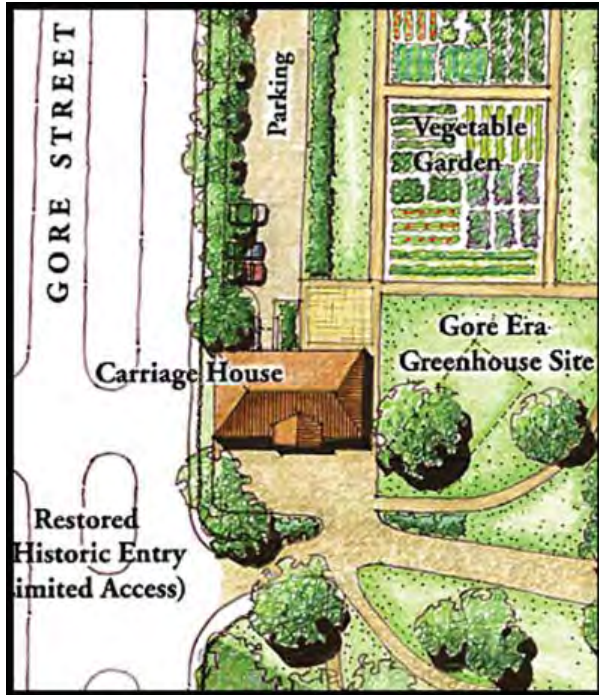 GORE STREET
Parking
Vegetable
Garden
Gore Era
Greenhouse Site
Carriage House
Restored
Historic Entry
imited Access)